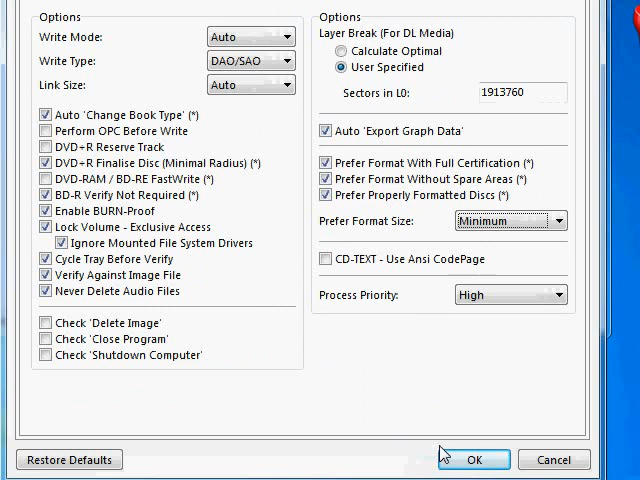 Options
Write Mode: Auto
Write Type: DAO/SAO
Link Size: Auto
Auto 'Change Book Type' (*)
Perform OPC Before Write
DVD+R Reserve Track
DVD+R Finalise Disc (Minimal Radius) (*)
DVD-RAM / BD-RE FastWrite (*)
BD-R Verify Not Required (*)
Enable BURN-Proof
Lock Volume - Exclusive Access
Ignore Mounted File System Drivers
Cycle Tray Before Verify
Verify Against Image File
Never Delete Audio Files
Check 'Delete Image'
Check 'Close Program'
Check 'Shutdown Computer'
Options
Layer Break (For DL Media)
Calculate Optimal
User Specified
Sectors in L0: 1913760
Auto 'Export Graph Data'
Prefer Format With Full Certification (*)
Prefer Format Without Spare Areas (*)
Prefer Properly Formatted Discs (*)
Prefer Format Size: Minimum
CD-TEXT - Use Ansi CodePage
Process Priority: High
Restore Defaults
OK
Cancel